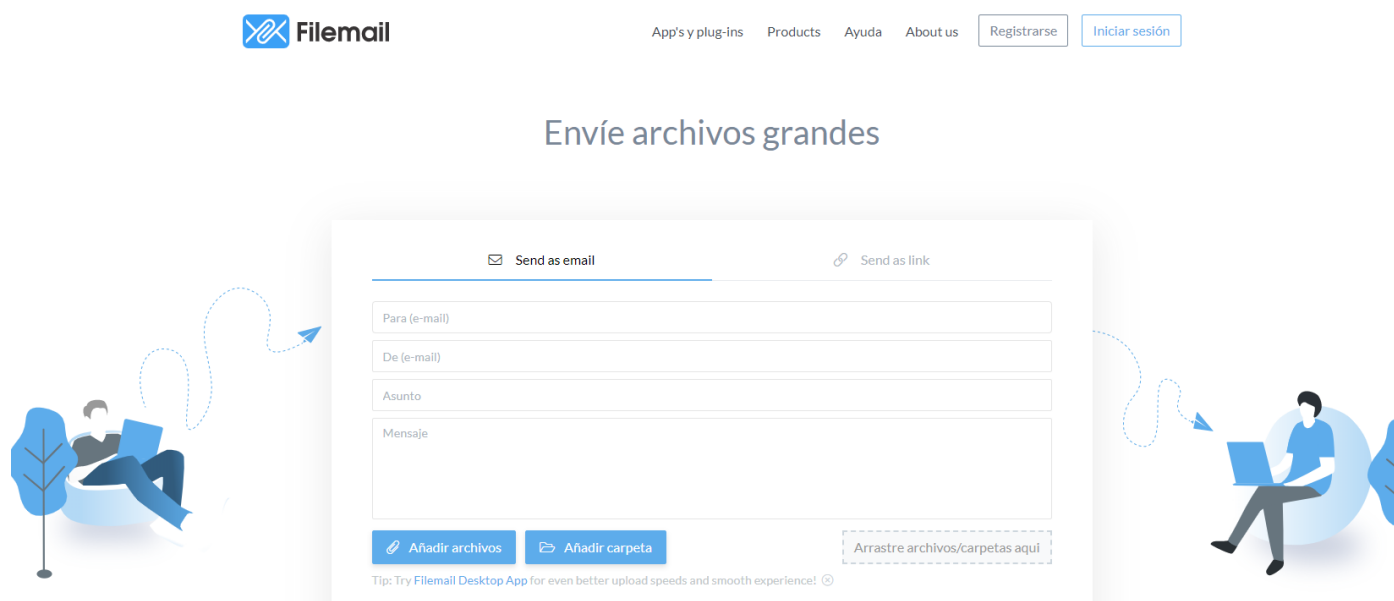 Filemail
App's y plug-ins Products Ayuda About us Registrarse Iniciar sesión
Envíe archivos grandes
Send as email Send as link
Para (e-mail)
De (e-mail)
Asunto
Mensaje
Añadir archivos Añadir carpeta Arrastre archivos/carpetas aqui
Tip: Try Filemail Desktop App for even better upload speeds and smooth experience!